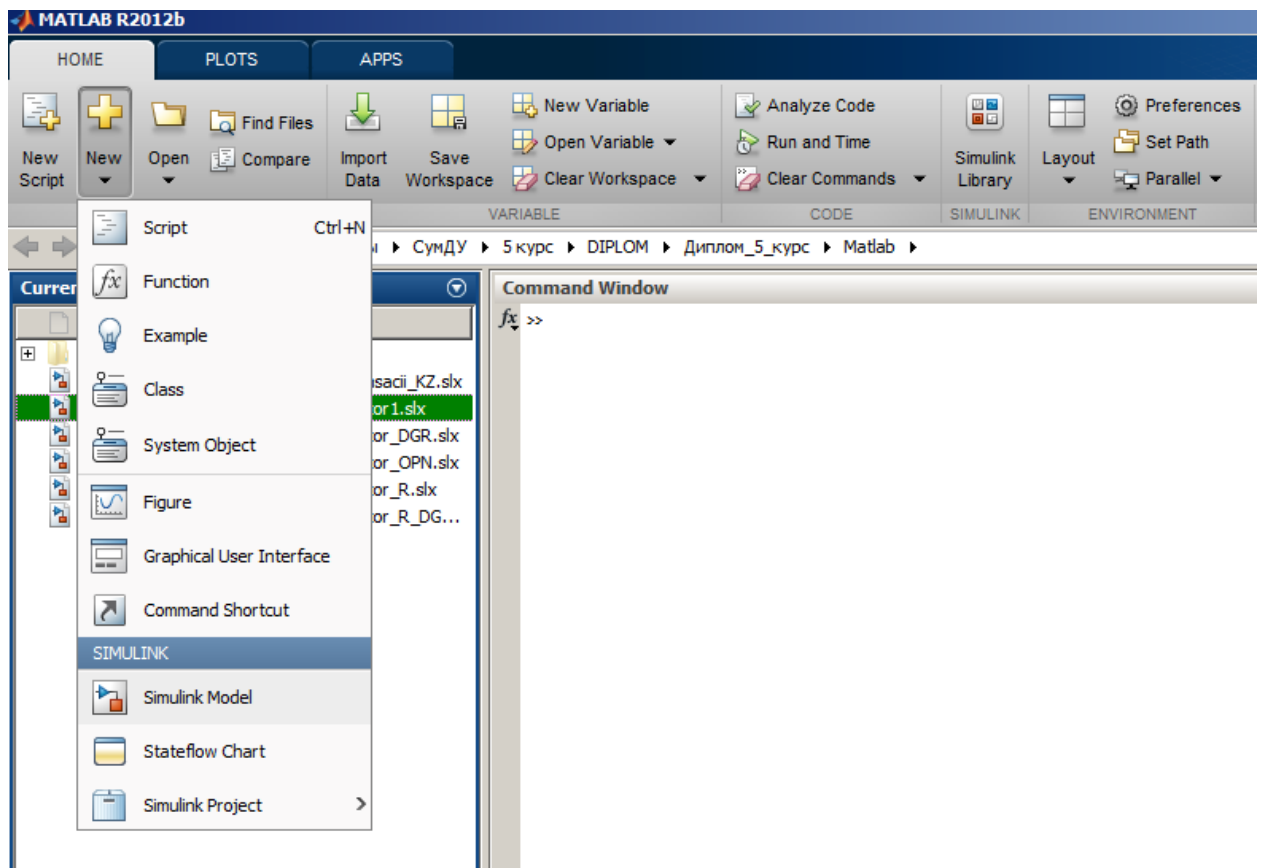 MATLAB R2012b
HOME PLOTS APPS
New Script
New
Open
Find Files
Compare
Import Data
Save Workspace
New Variable
Open Variable
Clear Workspace
Analyze Code
Run and Time
Clear Commands
Simulink Library
Layout
Preferences
Set Path
Parallel
VARIABLE CODE SIMULINK ENVIRONMENT
СумДУ 5 курс DIPLOM Диплом_5_курс Matlab
Script Ctrl+N
Function
Example
Class
System Object
Figure
Graphical User Interface
Command Shortcut
SIMULINK
Simulink Model
Stateflow Chart
Simulink Project
Command Window
fx >>
sacii_KZ.slx
or1.slx
or_DGR.slx
or_OPN.slx
or_R.slx
or_R_DG...